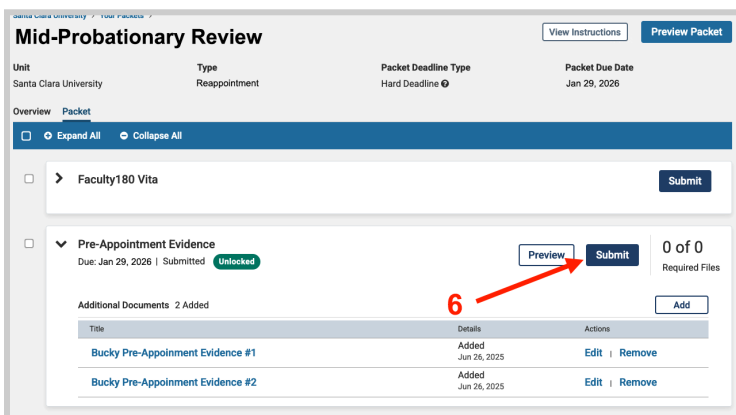 Santa Clara University > Your Packets >
Mid-Probationary Review
View Instructions
Preview Packet
Unit
Type
Packet Deadline Type
Packet Due Date
Santa Clara University
Reappointment
Hard Deadline
Jan 29, 2026
Overview Packet
Expand All Collapse All
Faculty180 Vita
Submit
Pre-Appointment Evidence
Due: Jan 29, 2026 | Submitted Unlocked
Preview
Submit
0 of 0
Required Files
6
Additional Documents 2 Added
Add
Title Details Actions
Bucky Pre-Appoinment Evidence #1
Added
Jun 26, 2025
Edit | Remove
Bucky Pre-Appoinment Evidence #2
Added
Jun 26, 2025
Edit | Remove